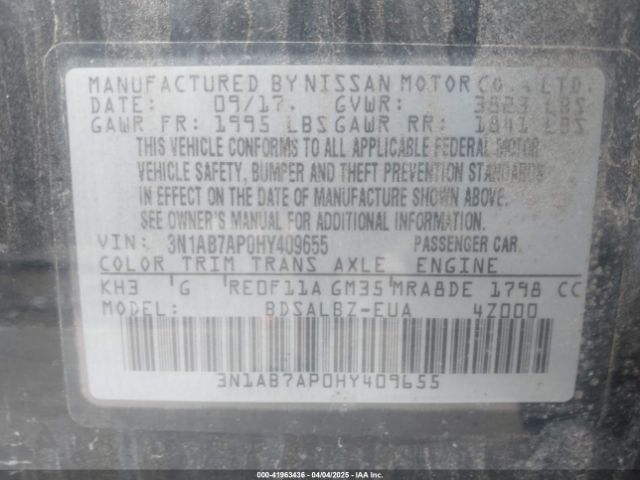 MANUFACTURED BY NISSAN MOTOR CO., LTD.
DATE: 09/17. GVWR: 3823 LBS
GAWR FR: 1995 LBS GAWR RR: 1841 LBS
THIS VEHICLE CONFORMS TO ALL APPLICABLE FEDERAL MOTOR
VEHICLE SAFETY, BUMPER AND THEFT PREVENTION STANDARDS
IN EFFECT ON THE DATE OF MANUFACTURE SHOWN ABOVE.
SEE OWNER'S MANUAL FOR ADDITIONAL INFORMATION.
VIN: 3N1AB7AP0HY409655 PASSENGER CAR
COLOR TRIM TRANS AXLE ENGINE
KH3 G RE0F11A GM35 MRA8DE 1798 CC
MODEL: BDSALBZ-EUA 4Z000
3N1AB7AP0HY409655
000-41963436 - 04/04/2025 - IAAI.COM